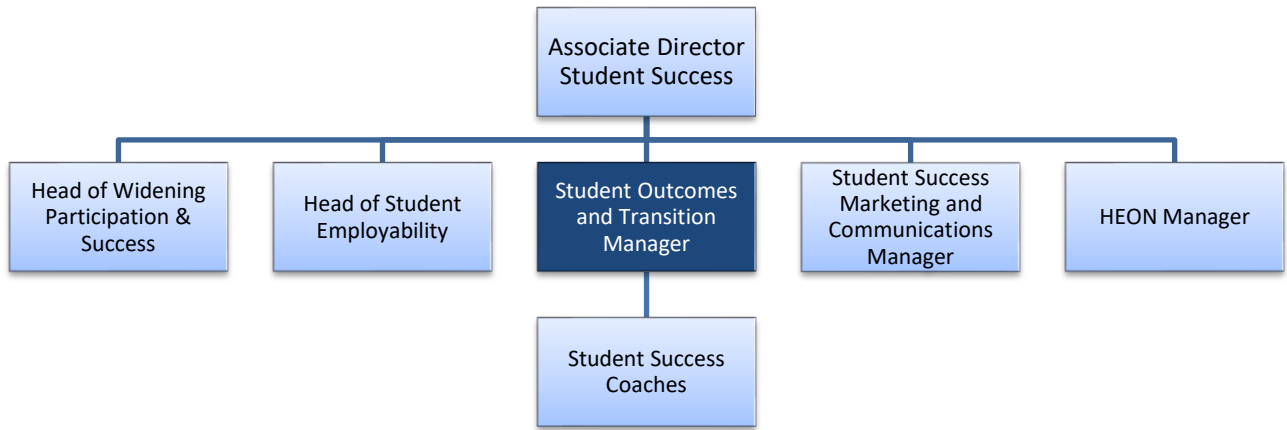 Associate Director
Student Success
Head of Widening
Participation &
Success
Head of Student
Employability
Student Outcomes
and Transition
Manager
Student Success
Marketing and
Communications
Manager
HEON Manager
Student Success
Coaches